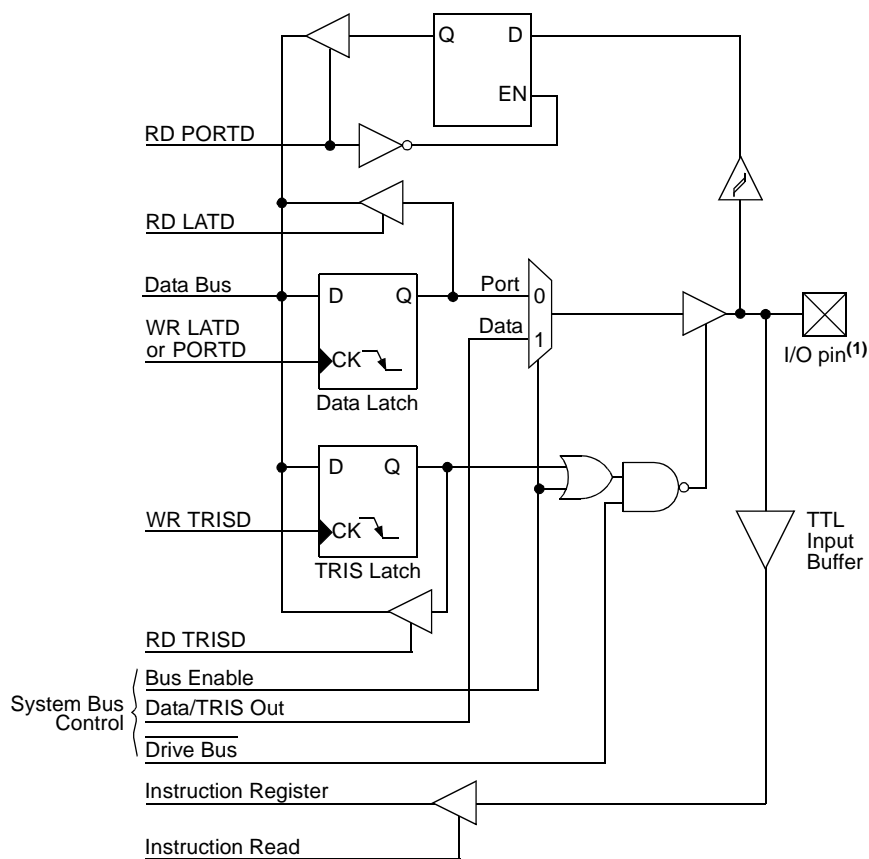 Q D
EN
RD PORTD
RD LATD
Data Bus
D Q
Port
0
WR LATD
or PORTD
Data
1
CK
Data Latch
I/O pin(1)
D Q
WR TRISD
CK
TRIS Latch
TTL
Input
Buffer
RD TRISD
System Bus
Control
Bus Enable
Data/TRIS Out
Drive Bus
Instruction Register
Instruction Read